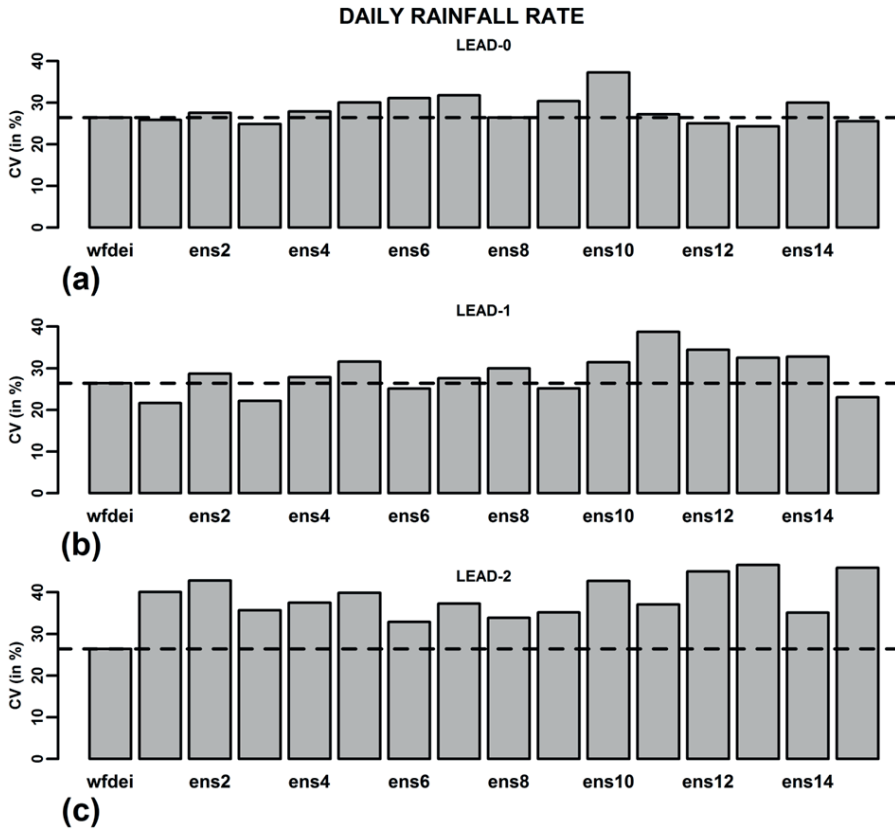 DAILY RAINFALL RATE
LEAD-0
CV (in %)
40
30
20
10
0
wfdei ens2 ens4 ens6 ens8 ens10 ens12 ens14
(a)
LEAD-1
CV (in %)
40
30
20
10
0
wfdei ens2 ens4 ens6 ens8 ens10 ens12 ens14
(b)
LEAD-2
CV (in %)
40
30
20
10
0
wfdei ens2 ens4 ens6 ens8 ens10 ens12 ens14
(c)